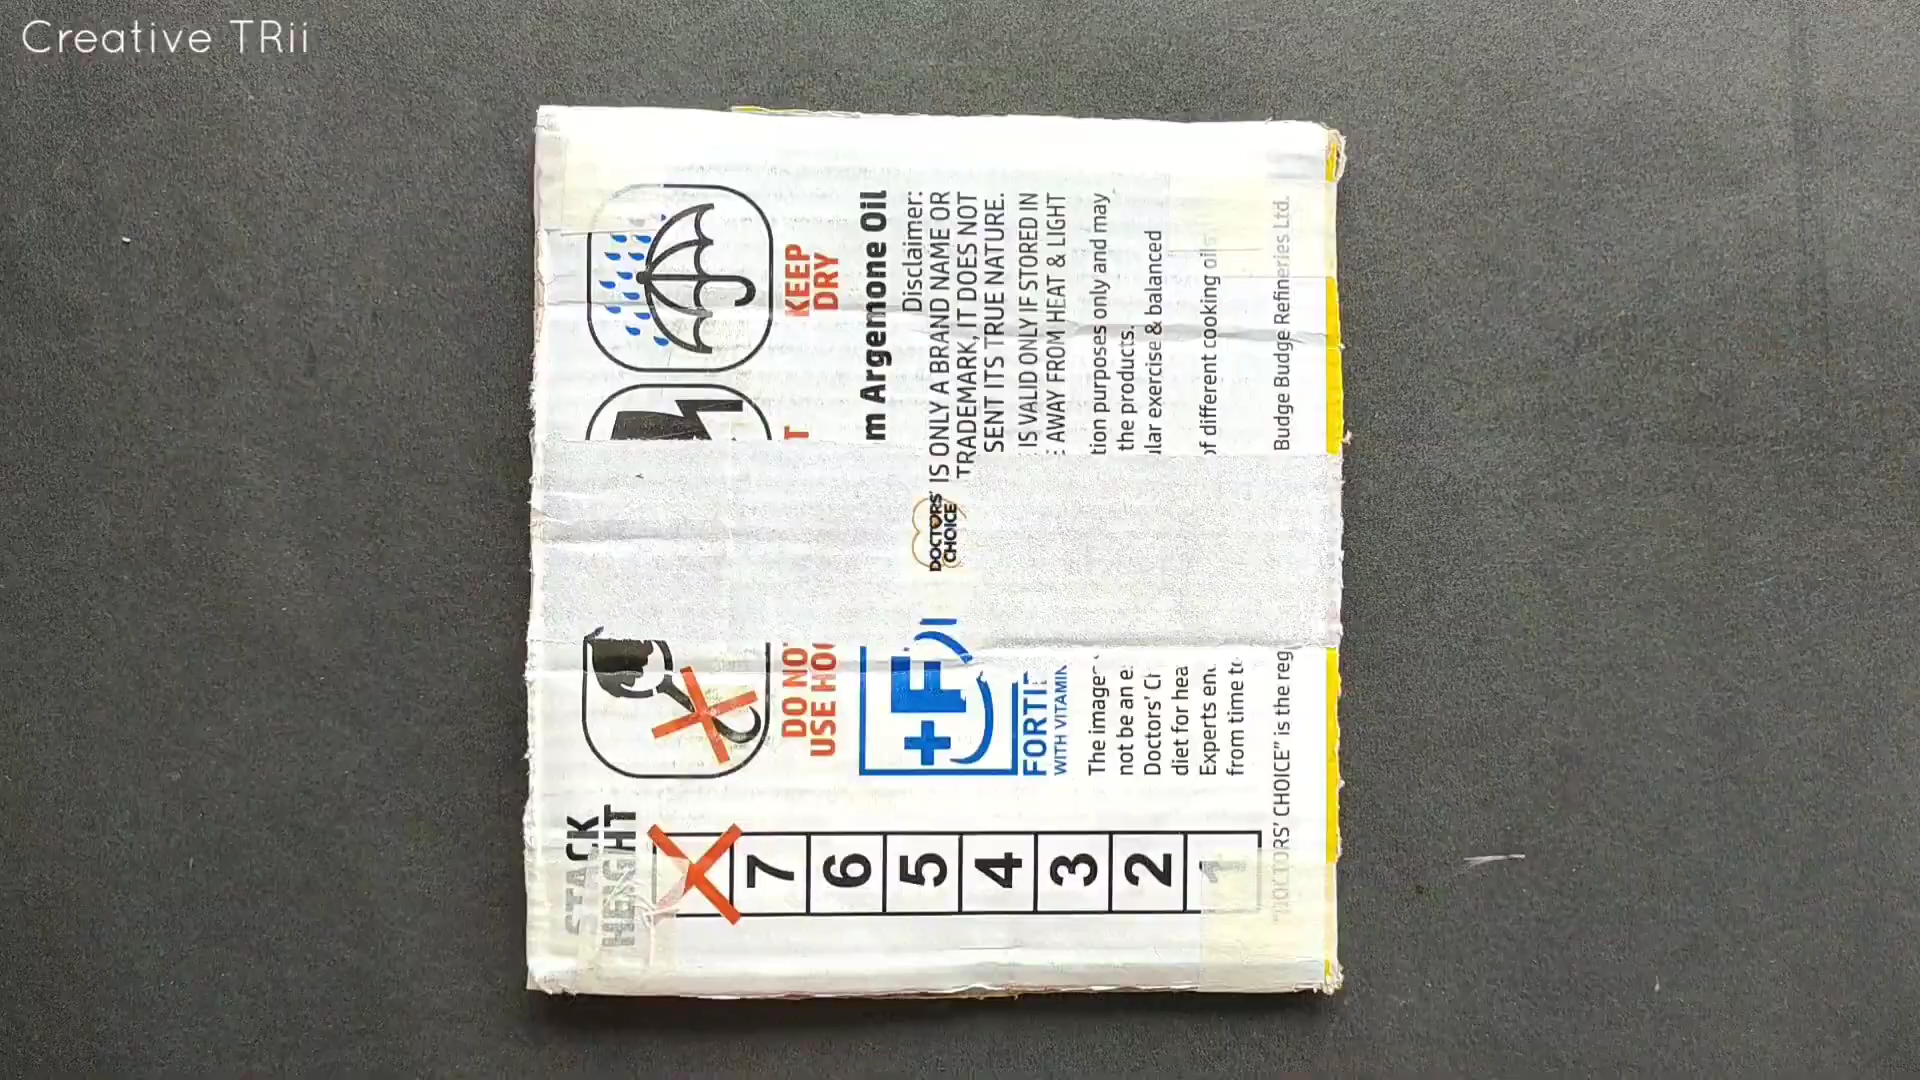 Creative TRii
KEEP
DRY
T
DO NO
USE HO
STACK
HEIGHT
7
6
5
4
3
2
1
m Argemone Oil
Disclaimer:
DOCTORS'
CHOICE
IS ONLY A BRAND NAME OR
TRADEMARK, IT DOES NOT
SENT ITS TRUE NATURE.
IS VALID ONLY IF STORED IN
AWAY FROM HEAT & LIGHT
+F
FORTI
WITH VITAMIN
The image
tion purposes only and may
not be an e
the products.
Doctors' C
ular exercise & balanced
diet for hea
Experts en
of different cooking oils
from time to
"DOCTORS' CHOICE" is the reg
Budge Budge Refineries Ltd.